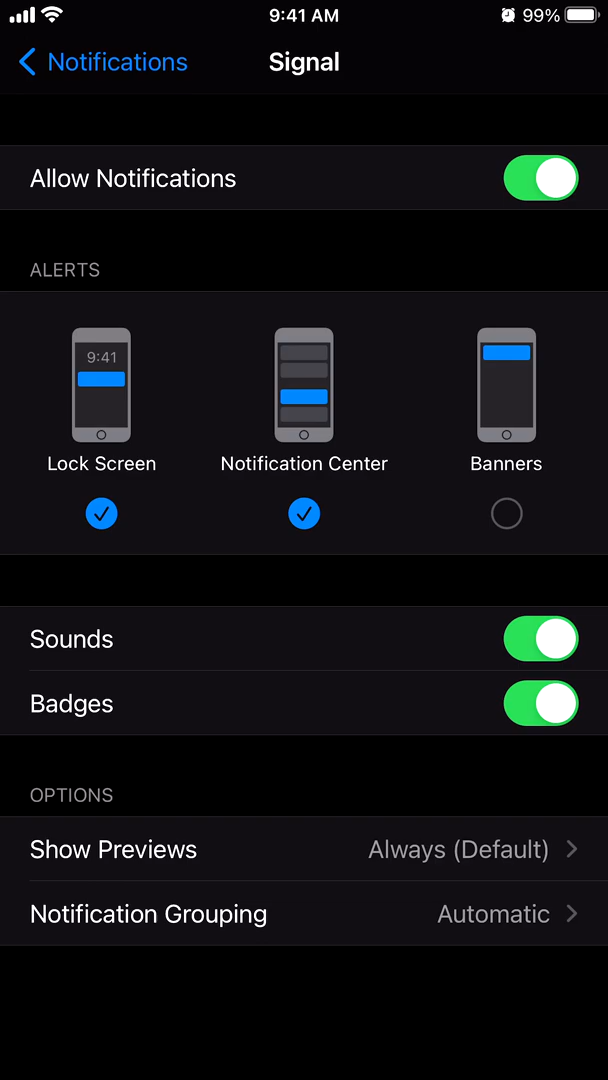 9:41 AM 99%
Notifications Signal
Allow Notifications
ALERTS
9:41
Lock Screen Notification Center Banners
Sounds
Badges
OPTIONS
Show Previews Always (Default)
Notification Grouping Automatic